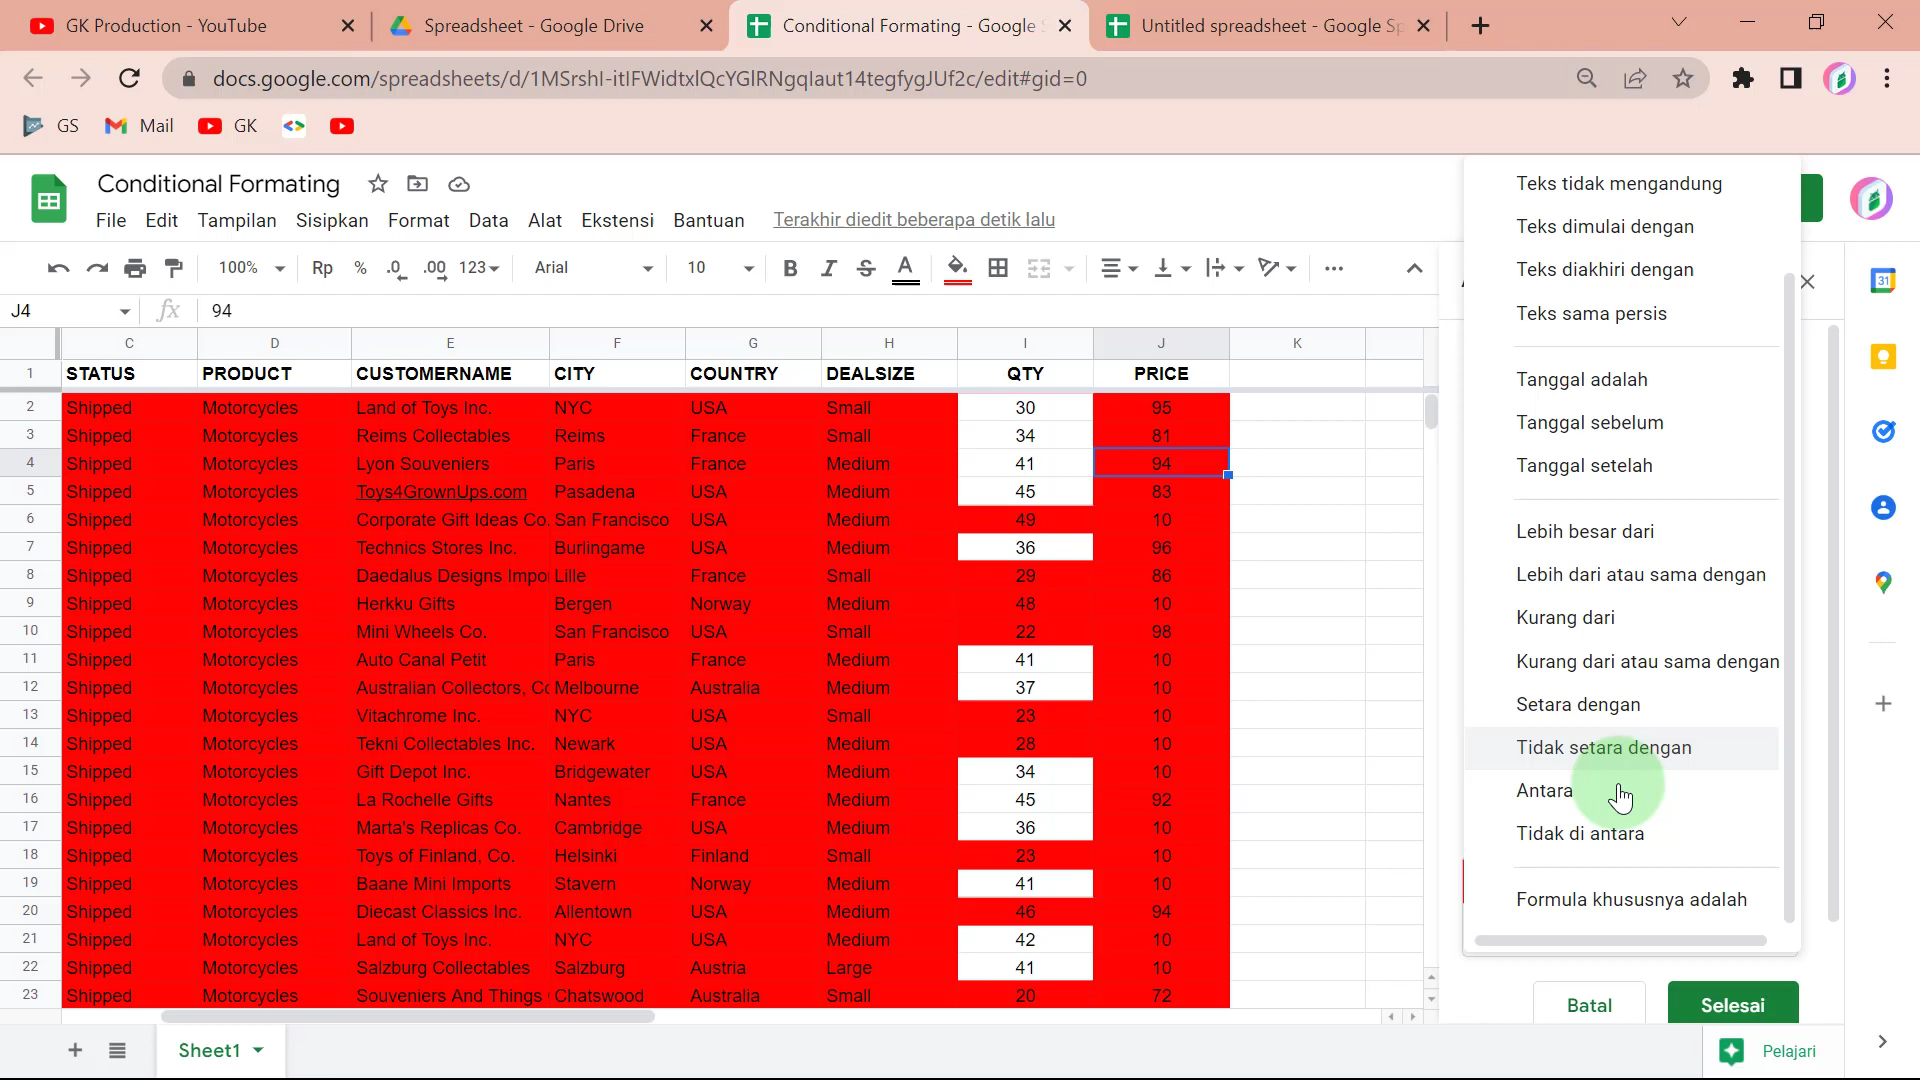 GK Production - YouTube
Spreadsheet - Google Drive
Conditional Formating - Google S
Untitled spreadsheet - Google Sp
docs.google.com/spreadsheets/d/1MSrshI-itIFWidtxlQcYGlRNgqlaut14tegfygJUf2c/edit#gid=0
GS Mail GK
Conditional Formating
File Edit Tampilan Sisipkan Format Data Alat Ekstensi Bantuan Terakhir diedit beberapa detik lalu
100% Rp % .0 .00 123 Arial 10 B I S A
J4 fx 94
C D E F G H I J K
1 STATUS PRODUCT CUSTOMERNAME CITY COUNTRY DEALSIZE QTY PRICE
2 Shipped Motorcycles Land of Toys Inc. NYC USA Small 30 95
3 Shipped Motorcycles Reims Collectables Reims France Small 34 81
4 Shipped Motorcycles Lyon Souveniers Paris France Medium 41 94
5 Shipped Motorcycles Toys4GrownUps.com Pasadena USA Medium 45 83
6 Shipped Motorcycles Corporate Gift Ideas Co. San Francisco USA Medium 49 10
7 Shipped Motorcycles Technics Stores Inc. Burlingame USA Medium 36 96
8 Shipped Motorcycles Daedalus Designs Impo Lille France Small 29 86
9 Shipped Motorcycles Herkku Gifts Bergen Norway Medium 48 10
10 Shipped Motorcycles Mini Wheels Co. San Francisco USA Small 22 98
11 Shipped Motorcycles Auto Canal Petit Paris France Medium 41 10
12 Shipped Motorcycles Australian Collectors, Co Melbourne Australia Medium 37 10
13 Shipped Motorcycles Vitachrome Inc. NYC USA Small 23 10
14 Shipped Motorcycles Tekni Collectables Inc. Newark USA Medium 28 10
15 Shipped Motorcycles Gift Depot Inc. Bridgewater USA Medium 34 10
16 Shipped Motorcycles La Rochelle Gifts Nantes France Medium 45 92
17 Shipped Motorcycles Marta's Replicas Co. Cambridge USA Medium 36 10
18 Shipped Motorcycles Toys of Finland, Co. Helsinki Finland Small 23 10
19 Shipped Motorcycles Baane Mini Imports Stavern Norway Medium 41 10
20 Shipped Motorcycles Diecast Classics Inc. Allentown USA Medium 46 94
21 Shipped Motorcycles Land of Toys Inc. NYC USA Medium 42 10
22 Shipped Motorcycles Salzburg Collectables Salzburg Austria Large 41 10
23 Shipped Motorcycles Souveniers And Things Chatswood Australia Small 20 72
Teks tidak mengandung
Teks dimulai dengan
Teks diakhiri dengan
Teks sama persis
Tanggal adalah
Tanggal sebelum
Tanggal setelah
Lebih besar dari
Lebih dari atau sama dengan
Kurang dari
Kurang dari atau sama dengan
Setara dengan
Tidak setara dengan
Antara
Tidak di antara
Formula khususnya adalah
Batal Selesai
31
Sheet1
Pelajari